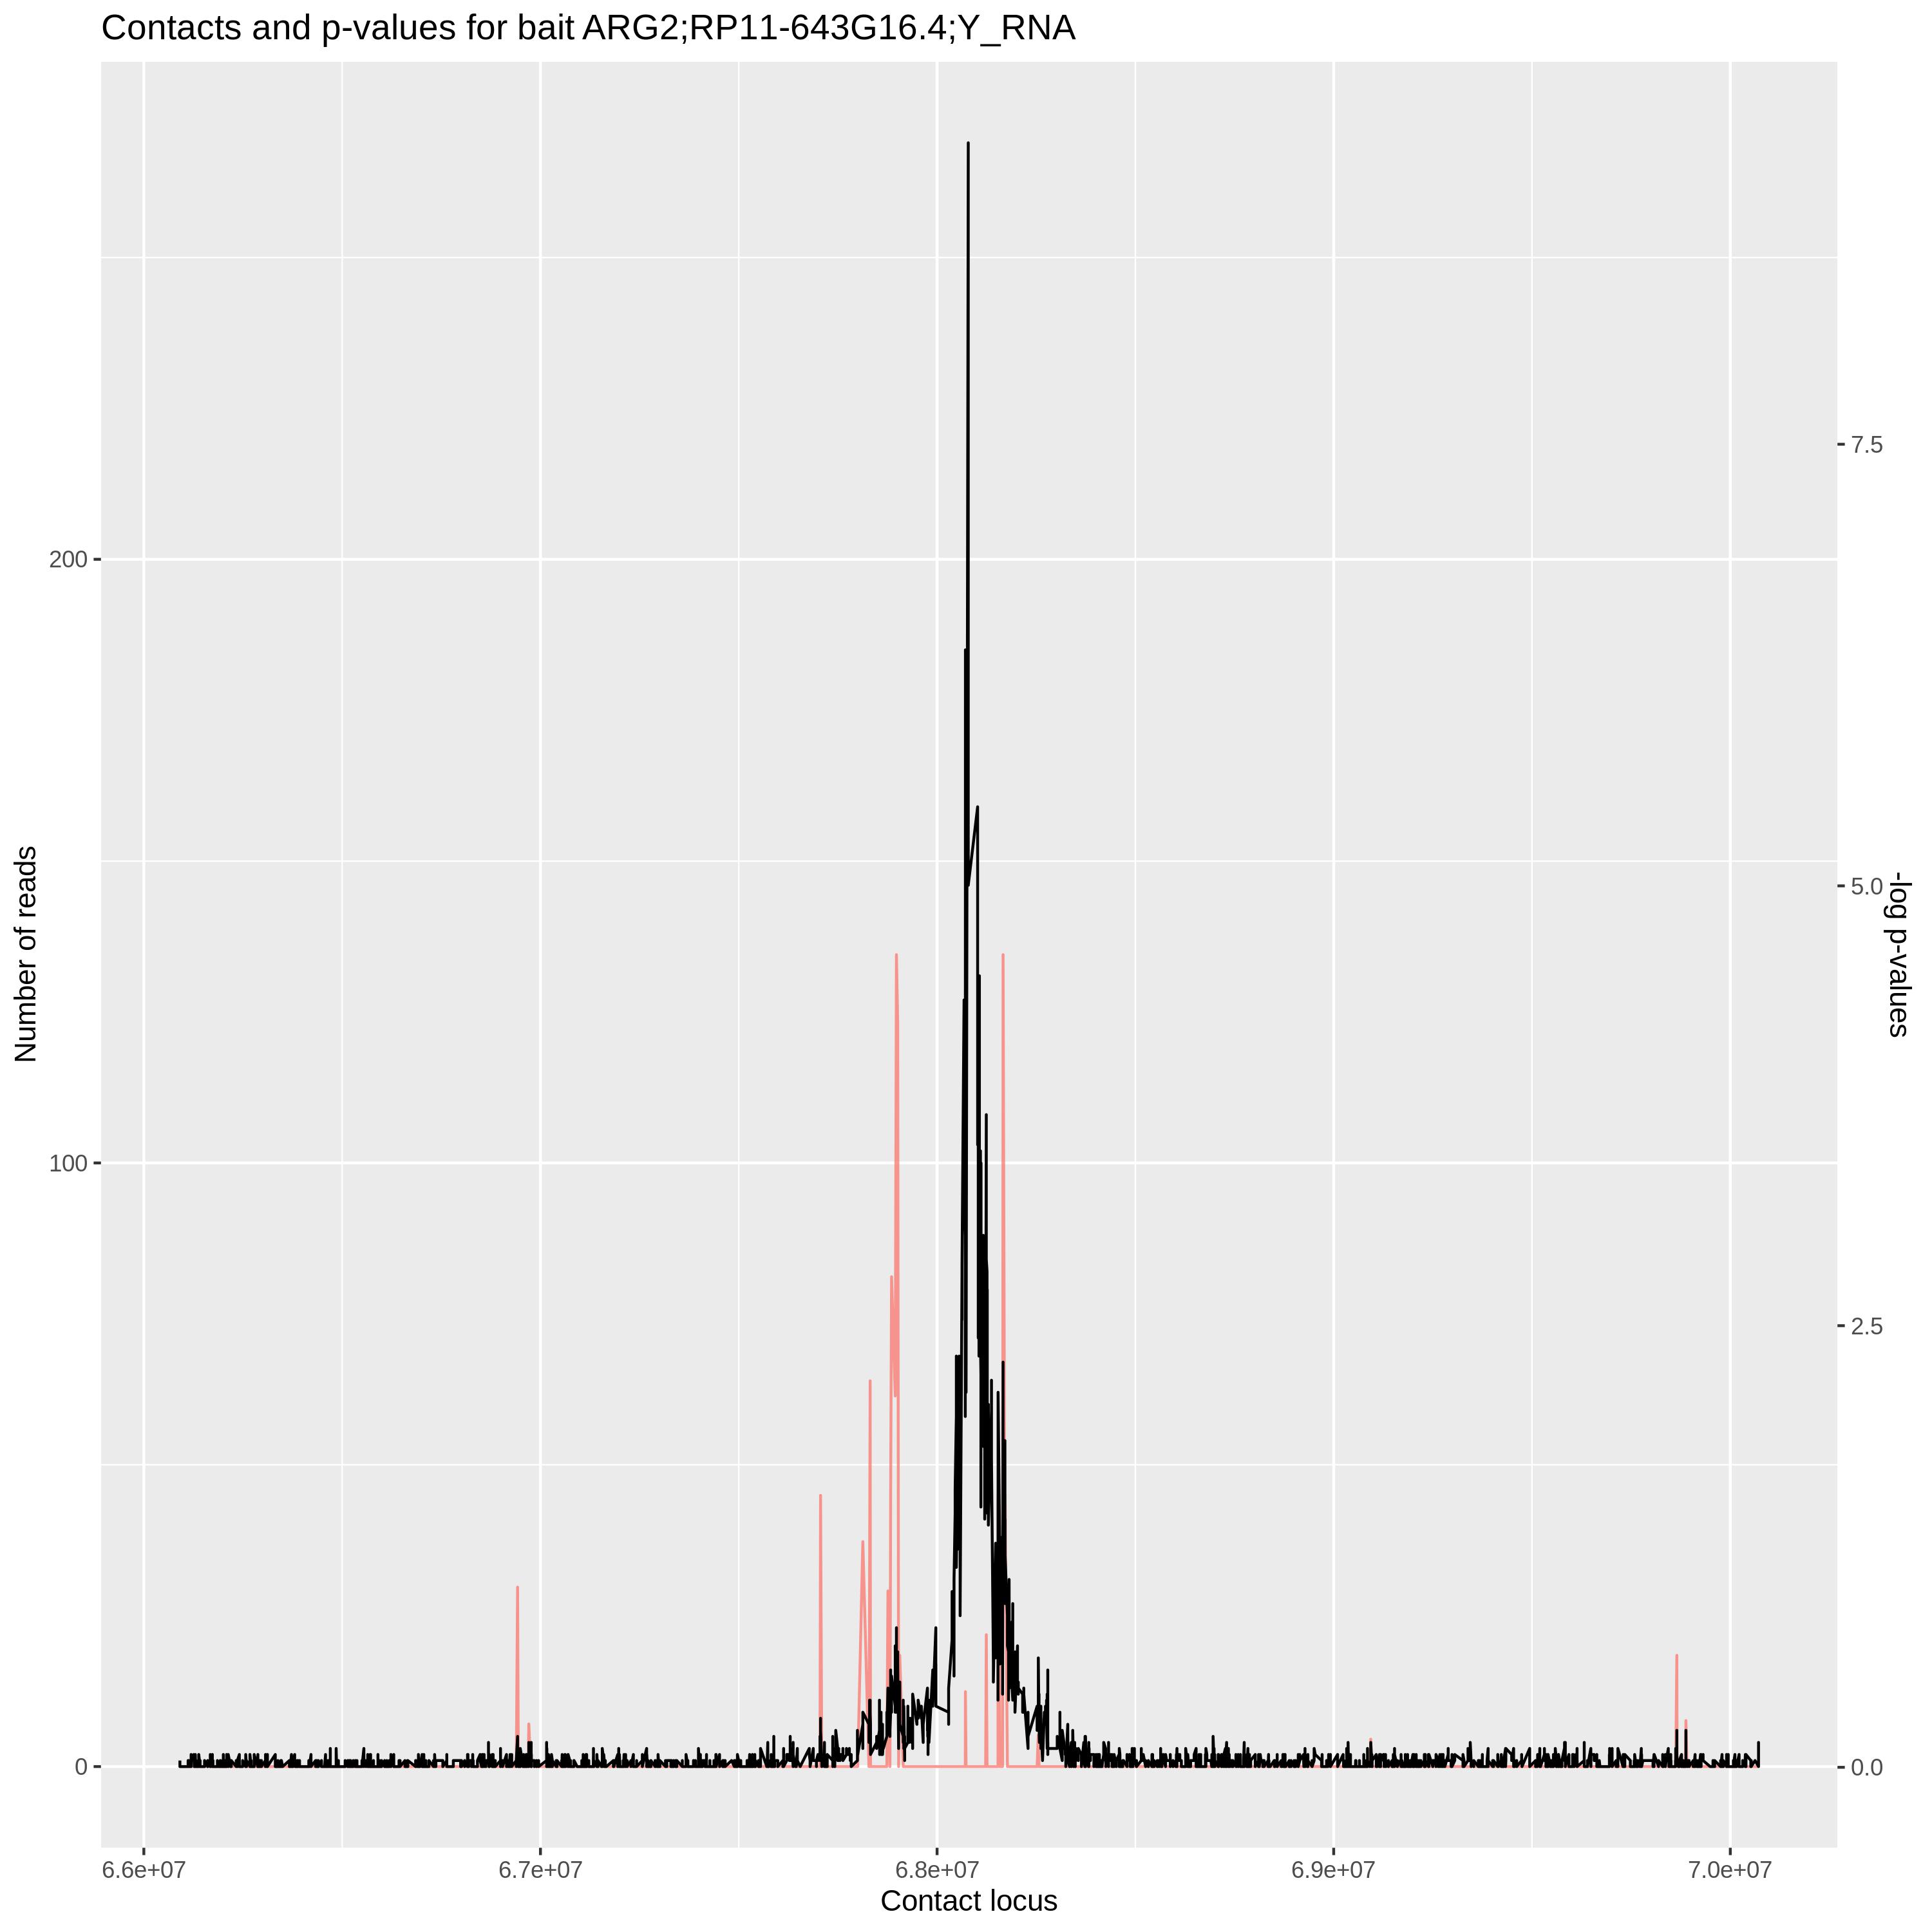 Contacts and p-values for bait ARG2;RP11-643G16.4;Y_RNA
Number of reads
200
100
0
7.5
5.0
2.5
0.0
-log p-values
6.6e+07 6.7e+07 6.8e+07 6.9e+07 7.0e+07
Contact locus